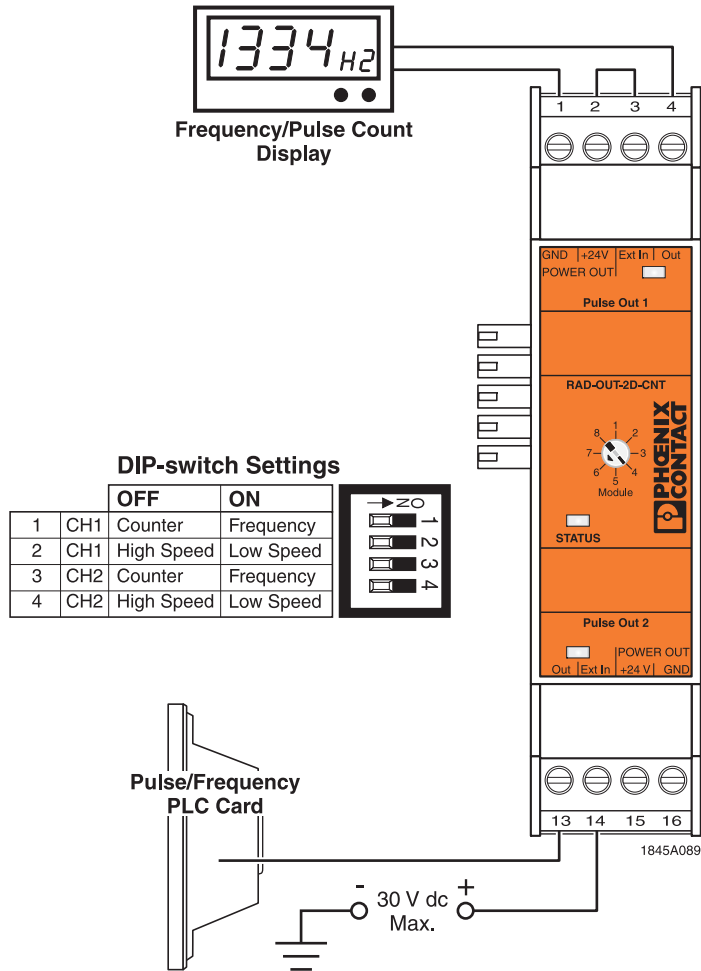 1334 HZ
Frequency/Pulse Count
Display
1 2 3 4
GND +24V Ext In Out
POWER OUT
Pulse Out 1
RAD-OUT-2D-CNT
1
2
3
4
5
6
7
8
Module
PHŒNIX
CONTACT
STATUS
DIP-switch Settings
OFF ON
1 CH1 Counter Frequency
2 CH1 High Speed Low Speed
3 CH2 Counter Frequency
4 CH2 High Speed Low Speed
ON
1
2
3
4
Pulse Out 2
POWER OUT
Out Ext In +24 V GND
Pulse/Frequency
PLC Card
13 14 15 16
1845A089
- 30 V dc +
Max.